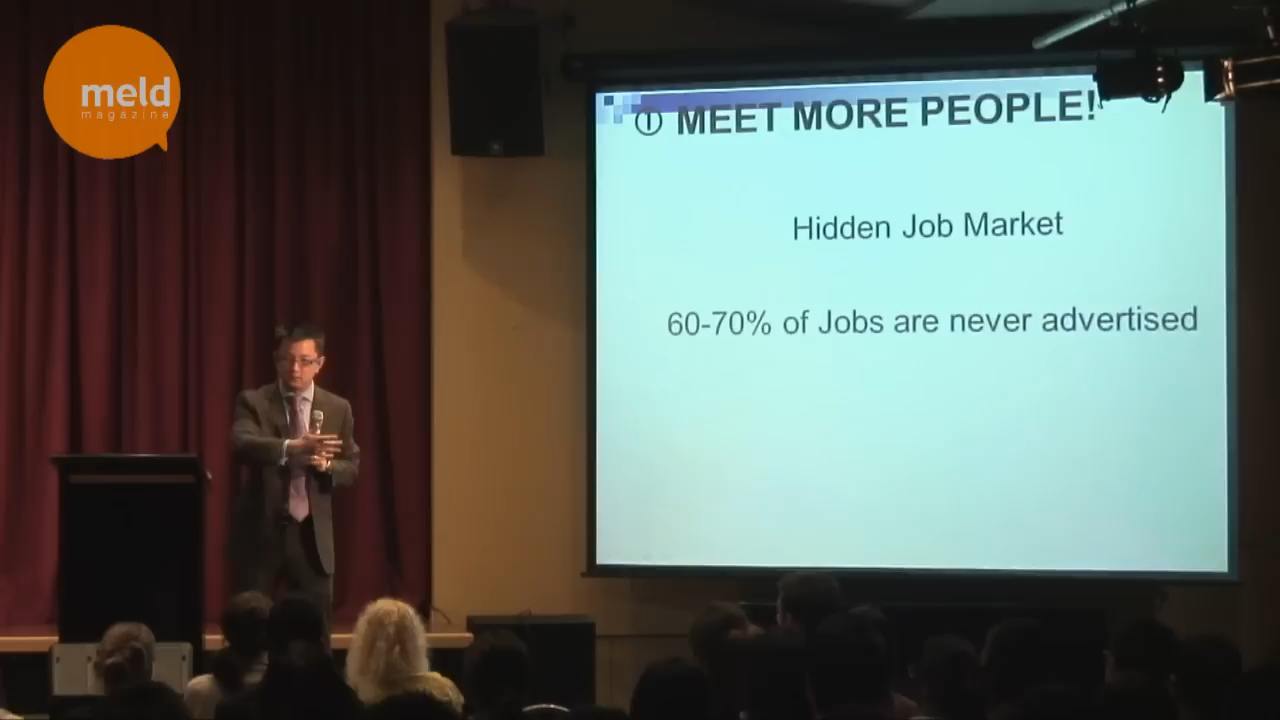 meld
magazine
① MEET MORE PEOPLE!
Hidden Job Market
60-70% of Jobs are never advertised